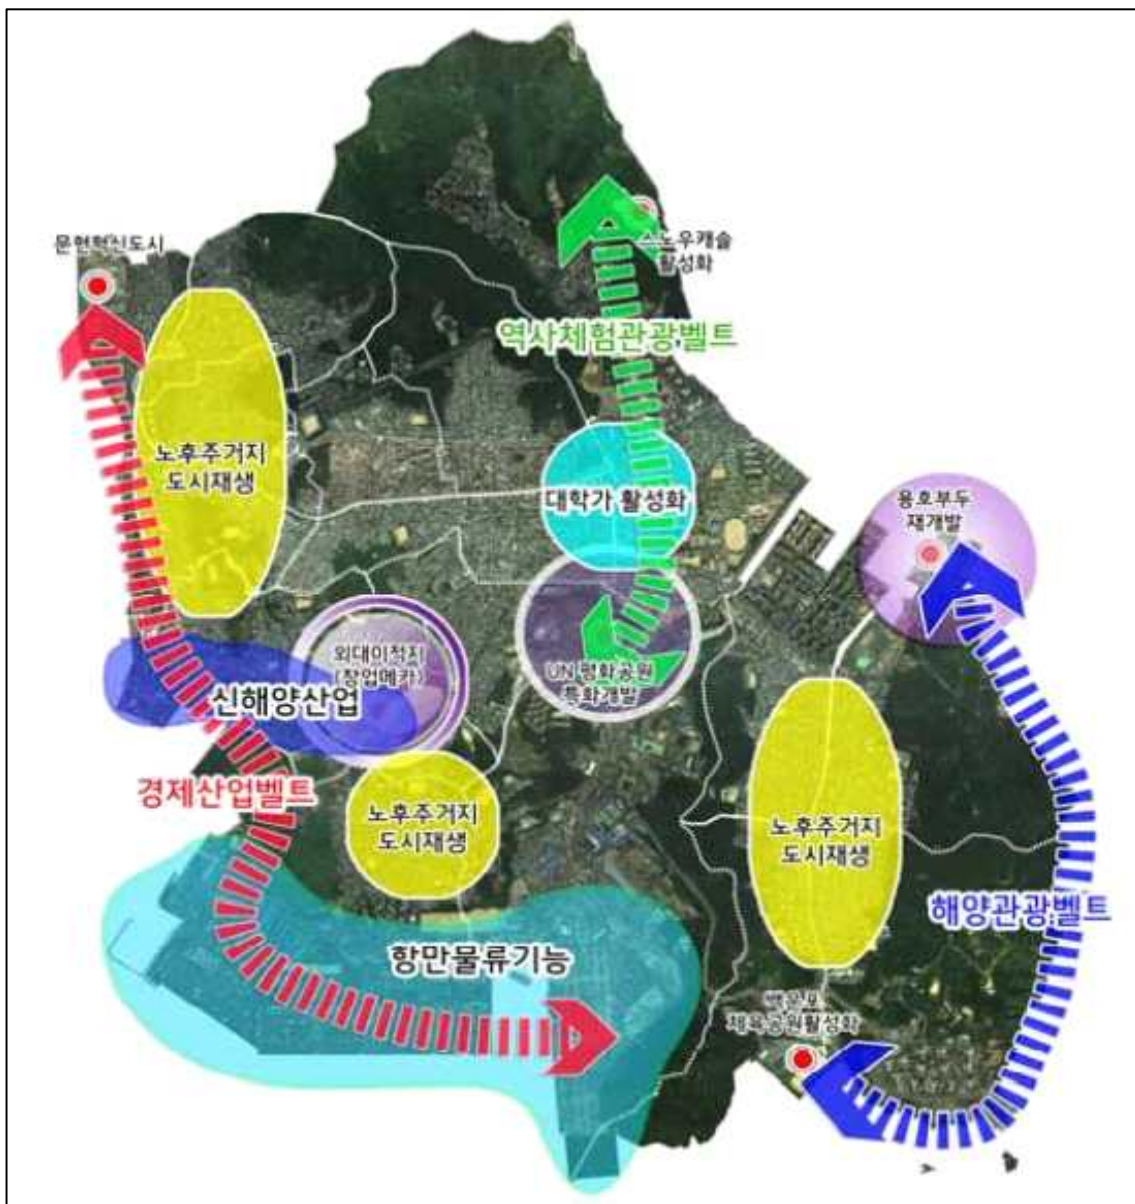 문현혁신도시
스노우캐슬
활성화
역사체험관광벨트
노후주거지
도시재생
대학가 활성화
용호부두
재개발
외대이적지
(창업메카)
UN 평화공원
특화개발
신해양산업
경제산업벨트
노후주거지
도시재생
노후주거지
도시재생
해양관광벨트
항만물류기능
백운포
체육공원활성화